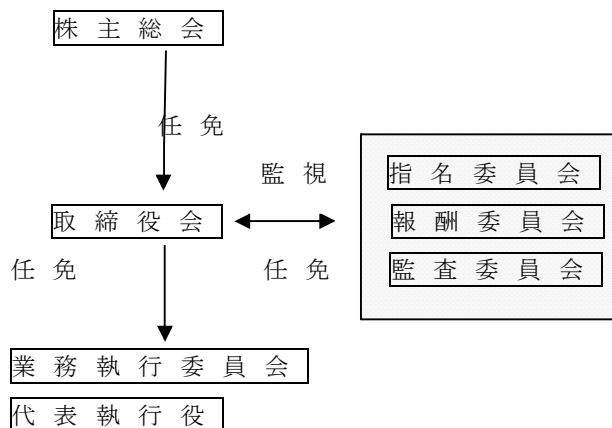 株主総会
任免
監視
指名委員会
取締役会
報酬委員会
任免
任免
監査委員会
業務執行委員会
代表執行役